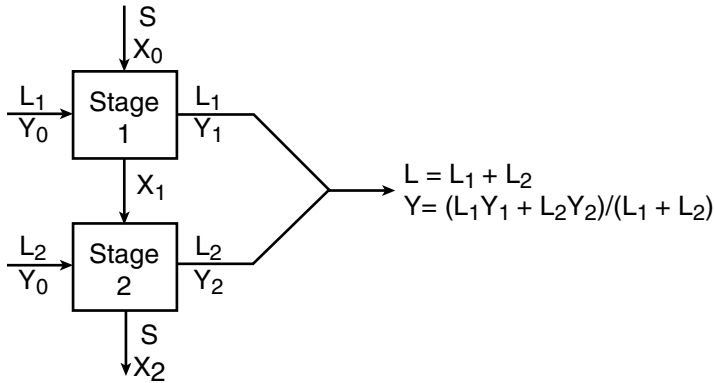 S
X₀
L₁
Y₀
Stage
1
L₁
Y₁
X₁
L = L₁ + L₂
Y= (L₁Y₁ + L₂Y₂)/(L₁ + L₂)
L₂
Y₀
Stage
2
L₂
Y₂
S
X₂